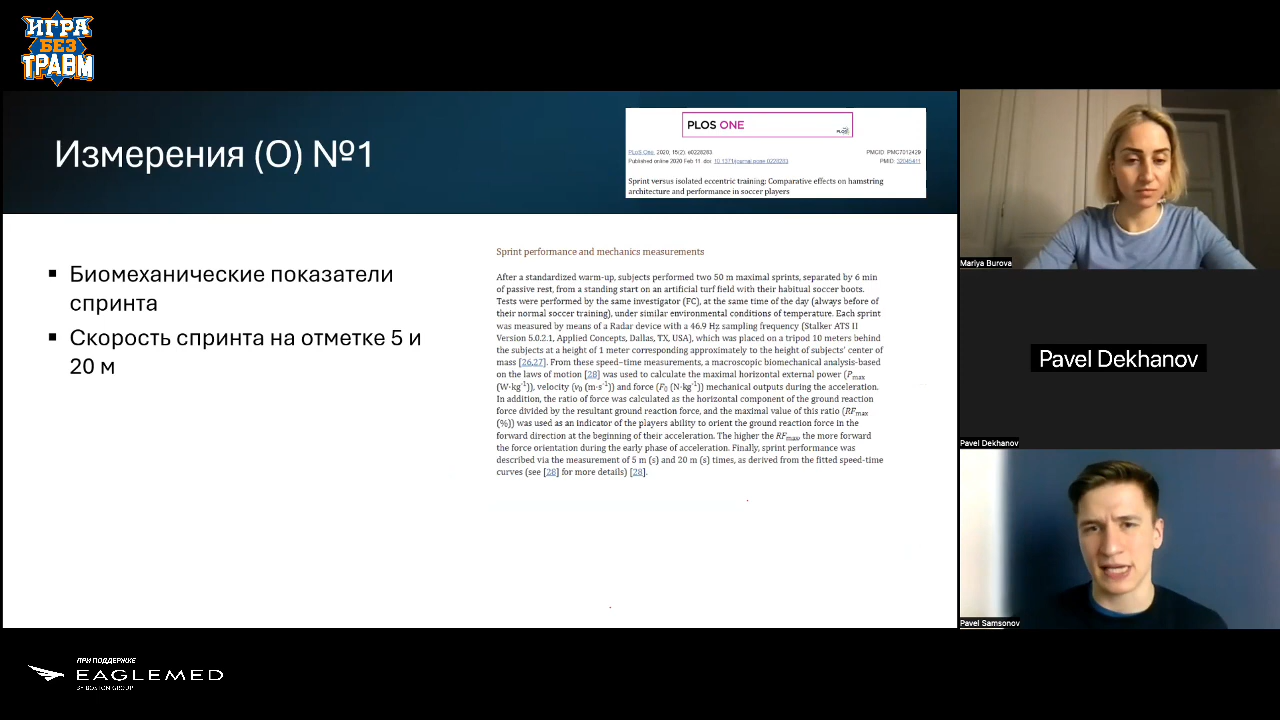 ИГРА
БЕЗ
ТРАВМ
Измерения (О) №1
PLOS ONE
PLoS One. 2020; 15(2): e0228283.
PMCID: PMC7012429
Published online 2020 Feb 11. doi: 10.1371/journal.pone.0228283
PMID: 32045411
Sprint versus isolated eccentric training: Comparative effects on hamstring
architecture and performance in soccer players
▪ Биомеханические показатели
спринта
▪ Скорость спринта на отметке 5 и
20 м
Sprint performance and mechanics measurements
After a standardized warm-up, subjects performed two 50 m maximal sprints, separated by 6 min
of passive rest, from a standing start on an artificial turf field with their habitual soccer boots.
Tests were performed by the same investigator (FC), at the same time of the day (always before of
their normal soccer training), under similar environmental conditions of temperature. Each sprint
was measured by means of a Radar device with a 46.9 Hz sampling frequency (Stalker ATS II
Version 5.0.2.1, Applied Concepts, Dallas, TX, USA), which was placed on a tripod 10 meters behind
the subjects at a height of 1 meter corresponding approximately to the height of subjects' center of
mass [26,27]. From these speed–time measurements, a macroscopic biomechanical analysis-based
on the laws of motion [28] was used to calculate the maximal horizontal external power (Pmax
(W·kg⁻¹)), velocity (v₀ (m·s⁻¹)) and force (F₀ (N·kg⁻¹)) mechanical outputs during the acceleration.
In addition, the ratio of force was calculated as the horizontal component of the ground reaction
force divided by the resultant ground reaction force, and the maximal value of this ratio (RFmax
(%)) was used as an indicator of the players ability to orient the ground reaction force in the
forward direction at the beginning of their acceleration. The higher the RFmax, the more forward
the force orientation during the early phase of acceleration. Finally, sprint performance was
described via the measurement of 5 m (s) and 20 m (s) times, as derived from the fitted speed-time
curves (see [28] for more details) [28].
Mariya Burova
Pavel Dekhanov
Pavel Dekhanov
Pavel Samsonov
ПРИ ПОДДЕРЖКЕ
EAGLEMED
BY BOSTON GROUP